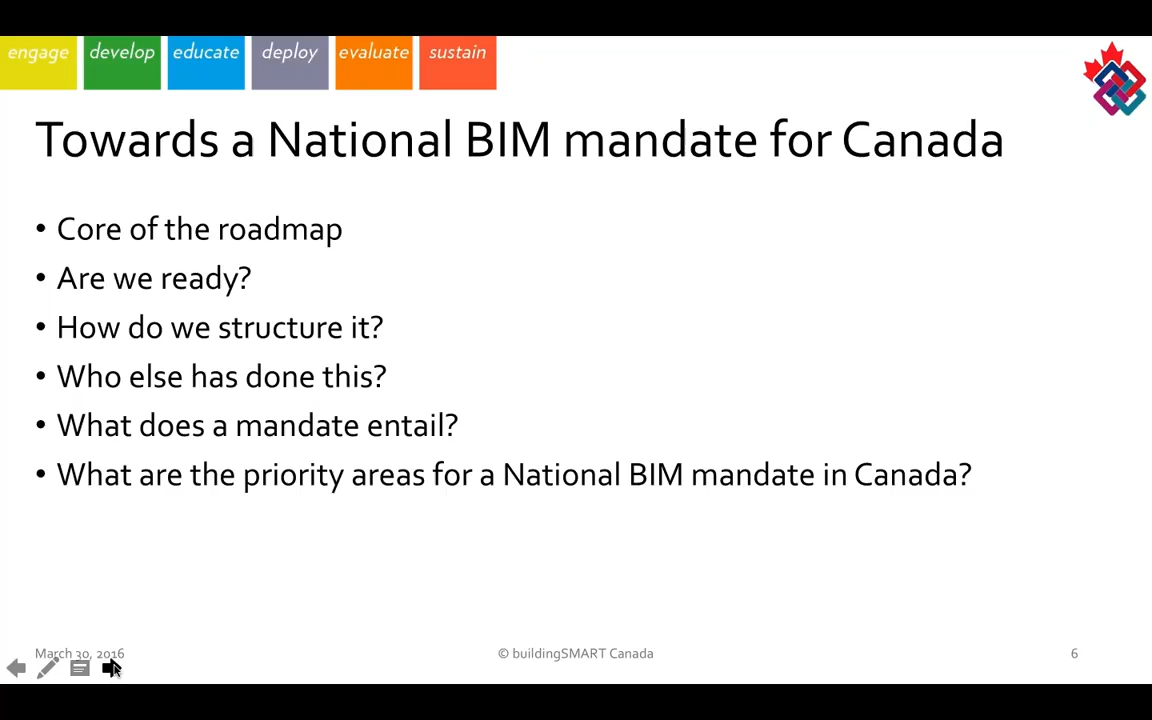 engage develop educate deploy evaluate sustain
Towards a National BIM mandate for Canada
• Core of the roadmap
• Are we ready?
• How do we structure it?
• Who else has done this?
• What does a mandate entail?
• What are the priority areas for a National BIM mandate in Canada?
March 30, 2016 © buildingSMART Canada 6